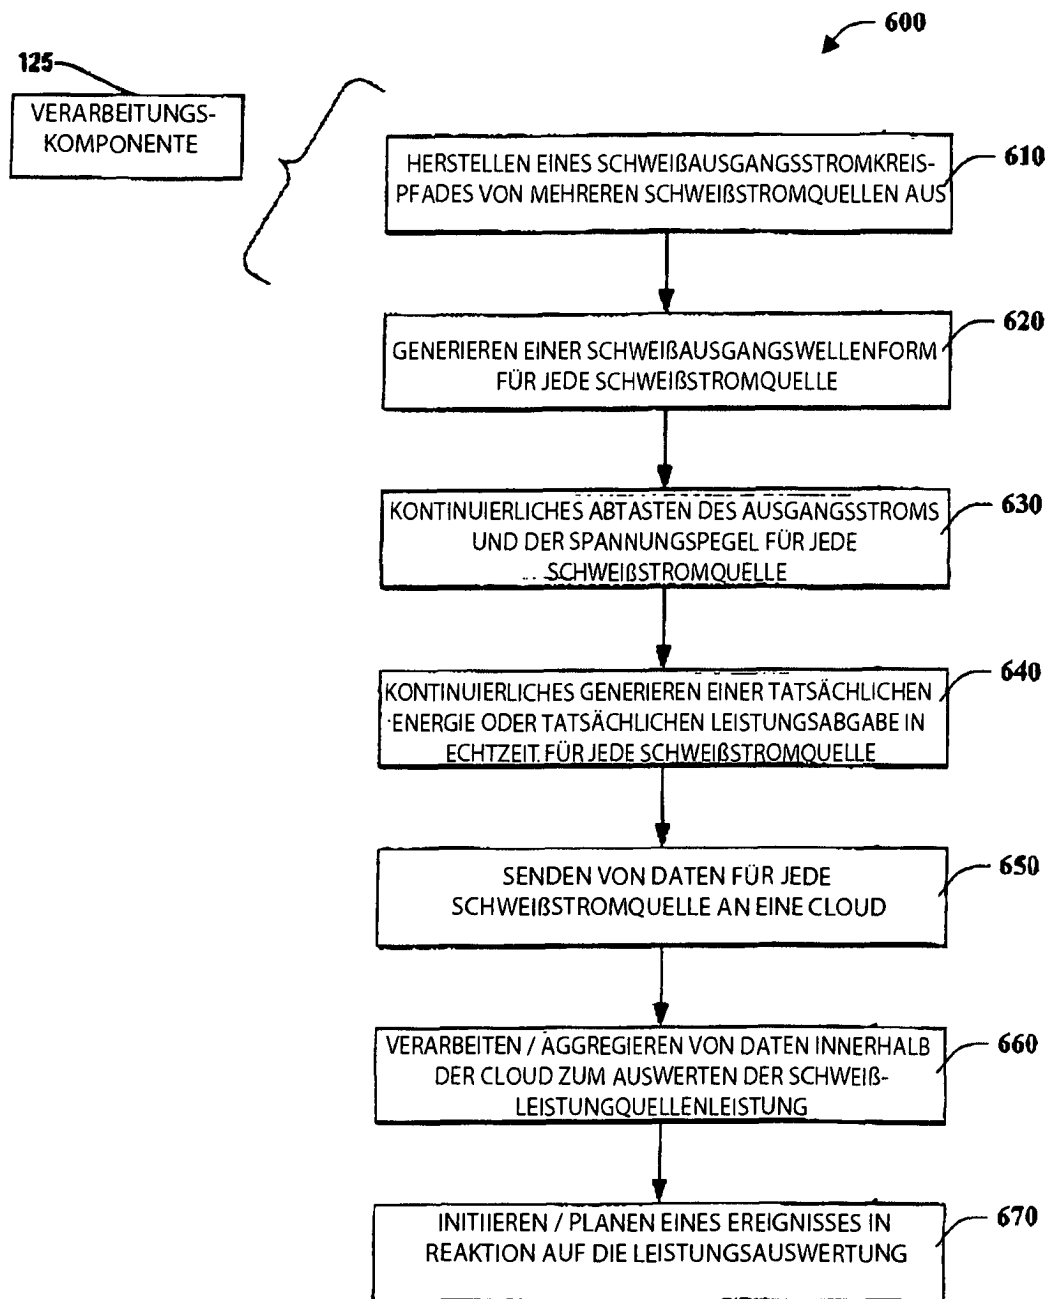 600
125
VERARBEITUNGS-
KOMPONENTE
HERSTELLEN EINES SCHWEIßAUSGANGSSTROMKREIS-
PFADES VON MEHREREN SCHWEIßSTROMQUELLEN AUS
610
GENERIEREN EINER SCHWEIßAUSGANGSWELLENFORM
FÜR JEDE SCHWEIßSTROMQUELLE
620
KONTINUIERLICHES ABTASTEN DES AUSGANGSSTROMS
UND DER SPANNUNGSPEGEL FÜR JEDE
SCHWEIßSTROMQUELLE
630
KONTINUIERLICHES GENERIEREN EINER TATSÄCHLICHEN
ENERGIE ODER TATSÄCHLICHEN LEISTUNGSABGABE IN
ECHTZEIT FÜR JEDE SCHWEIßSTROMQUELLE
640
SENDEN VON DATEN FÜR JEDE
SCHWEIßSTROMQUELLE AN EINE CLOUD
650
VERARBEITEN / AGGREGIEREN VON DATEN INNERHALB
DER CLOUD ZUM AUSWERTEN DER SCHWEIß-
LEISTUNGQUELLENLEISTUNG
660
INITIIEREN / PLANEN EINES EREIGNISSES IN
REAKTION AUF DIE LEISTUNGSAUSWERTUNG
670